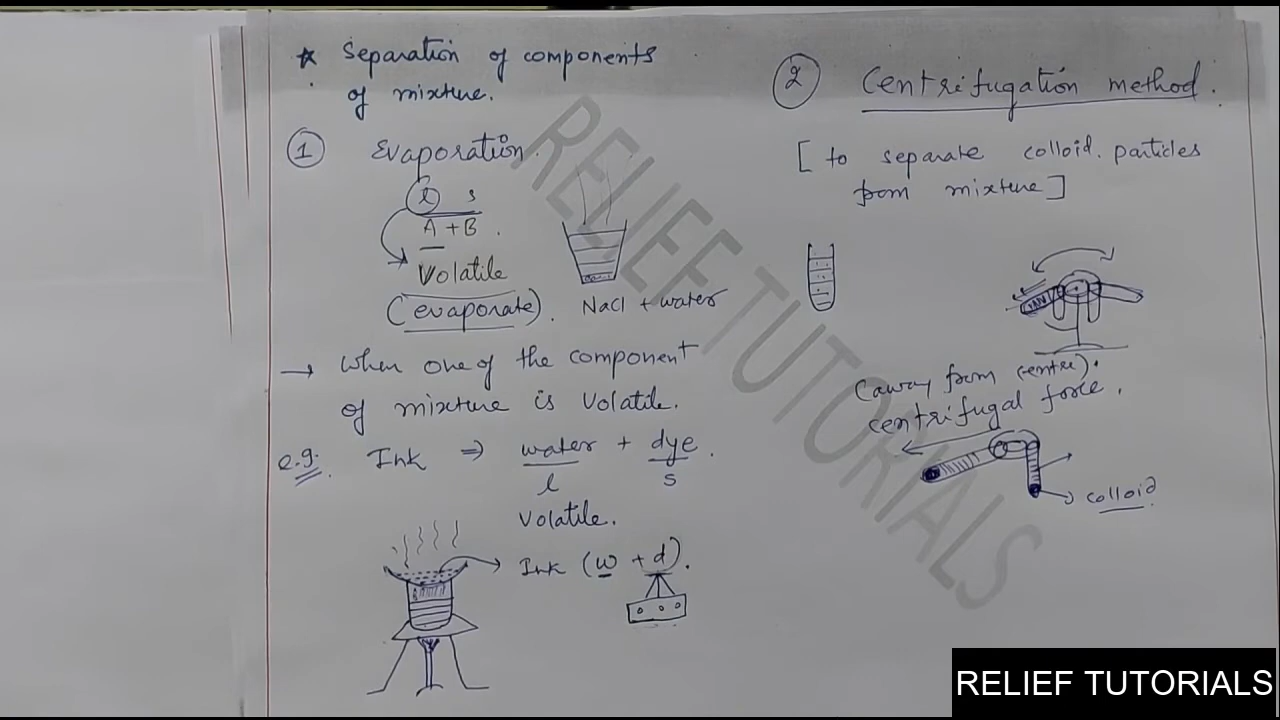 * Separation of components
of mixture.
① Evaporation.
l s
A + B.
Volatile
(evaporate).
NaCl + water
→ When one of the component
of mixture is Volatile.
e.g. Ink ⇒ water + dye.
l s
Volatile.
Ink (w + d).
② Centrifugation method.
[to separate colloid particles
from mixture]
(away from centre).
centrifugal force.
colloid
RELIEF TUTORIALS
RELIEF TUTORIALS